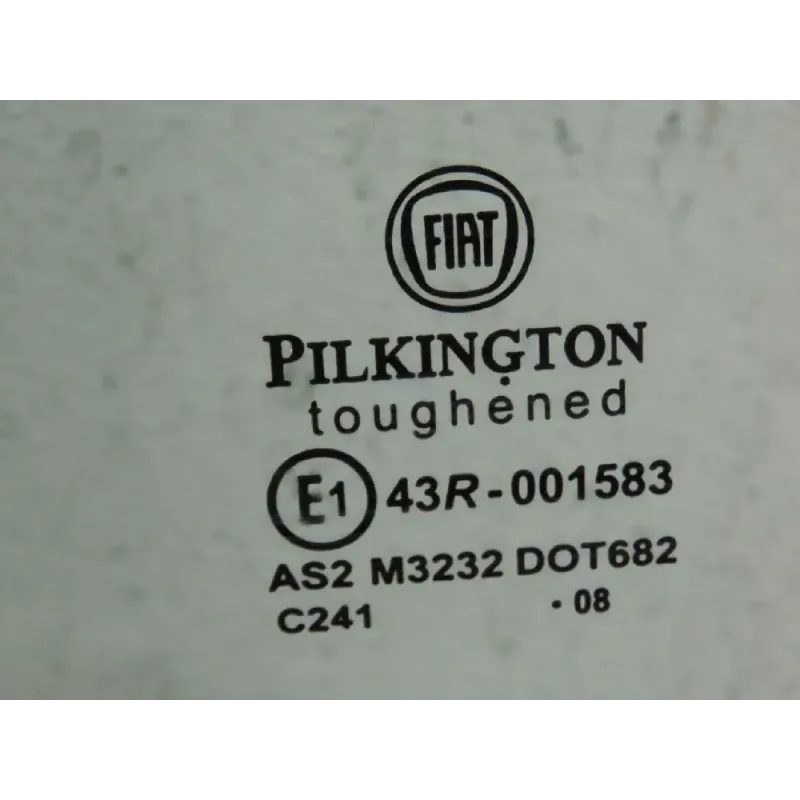 FIAT
PILKINGTON
toughened
E1 43R-001583
AS2 M3232 DOT682
C241 • 08